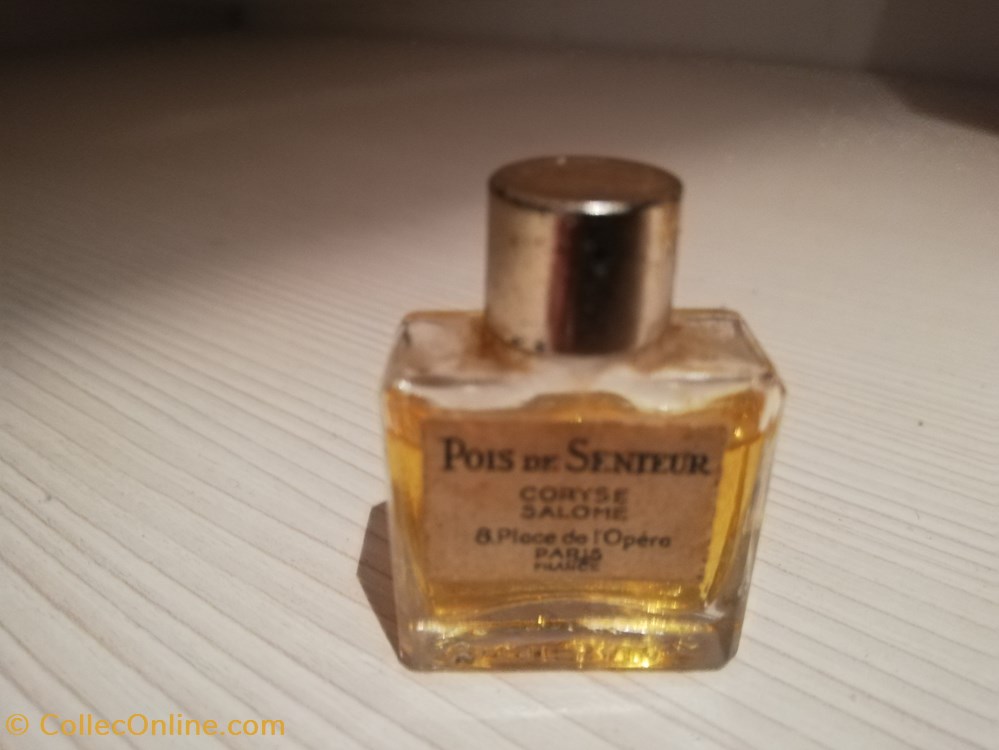 POIS DE SENTEUR
CORYSE
SALOMÉ
8, Place de l'Opéra
PARIS
FRANCE
© CollecOnline.com